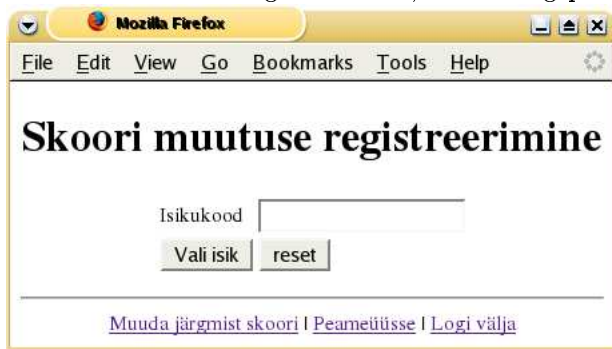 Mozilla Firefox
File Edit View Go Bookmarks Tools Help
Skoori muutuse registreerimine
Isikukood
Vali isik reset
Muuda järgmist skoori | Peameüüsse | Logi välja